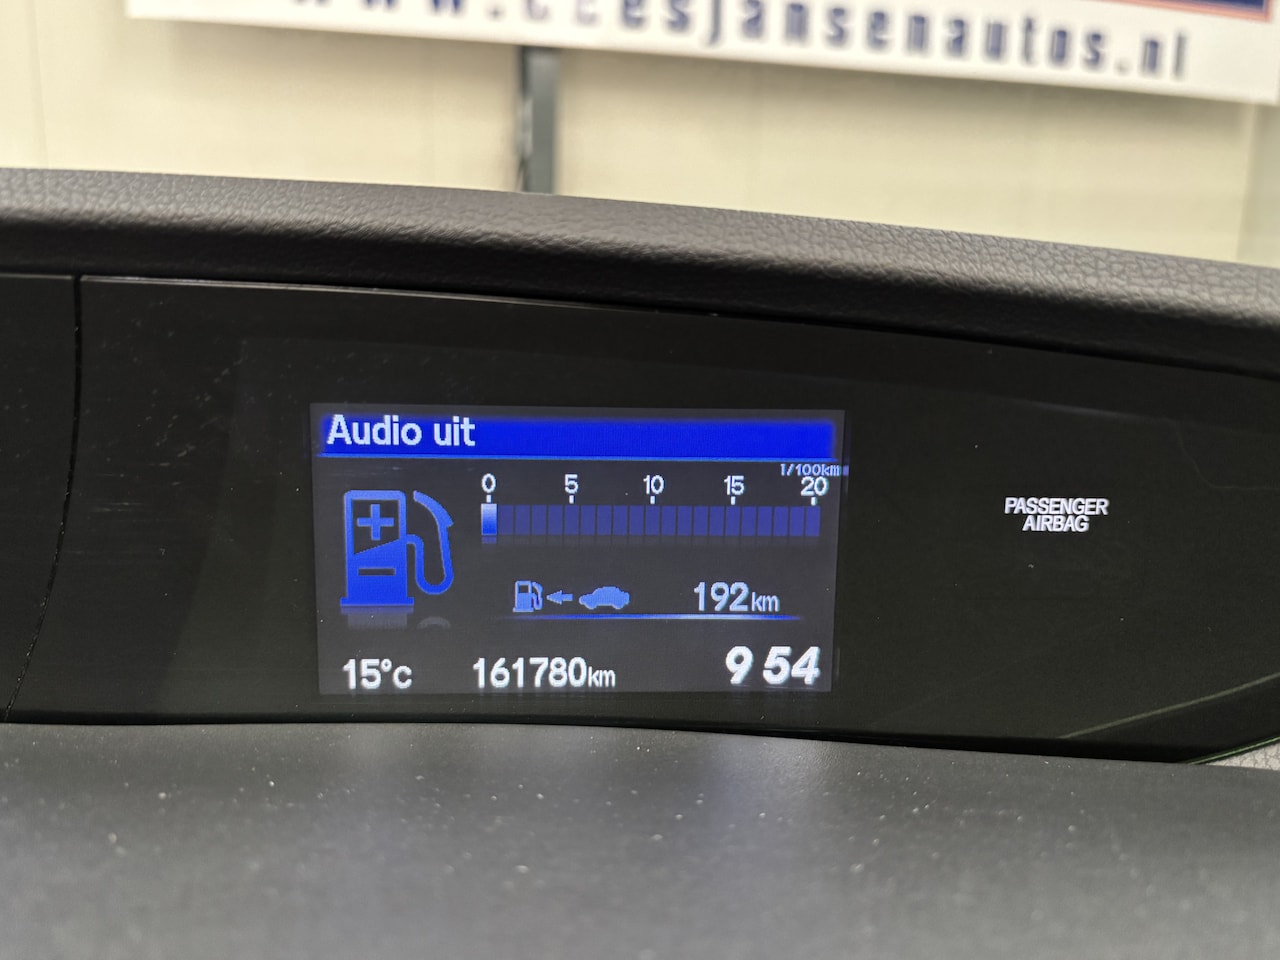 www.ceesjansenautos.nl
Audio uit
l/100km
0 5 10 15 20
192km
15°C 161780km 9 54
PASSENGER
AIRBAG